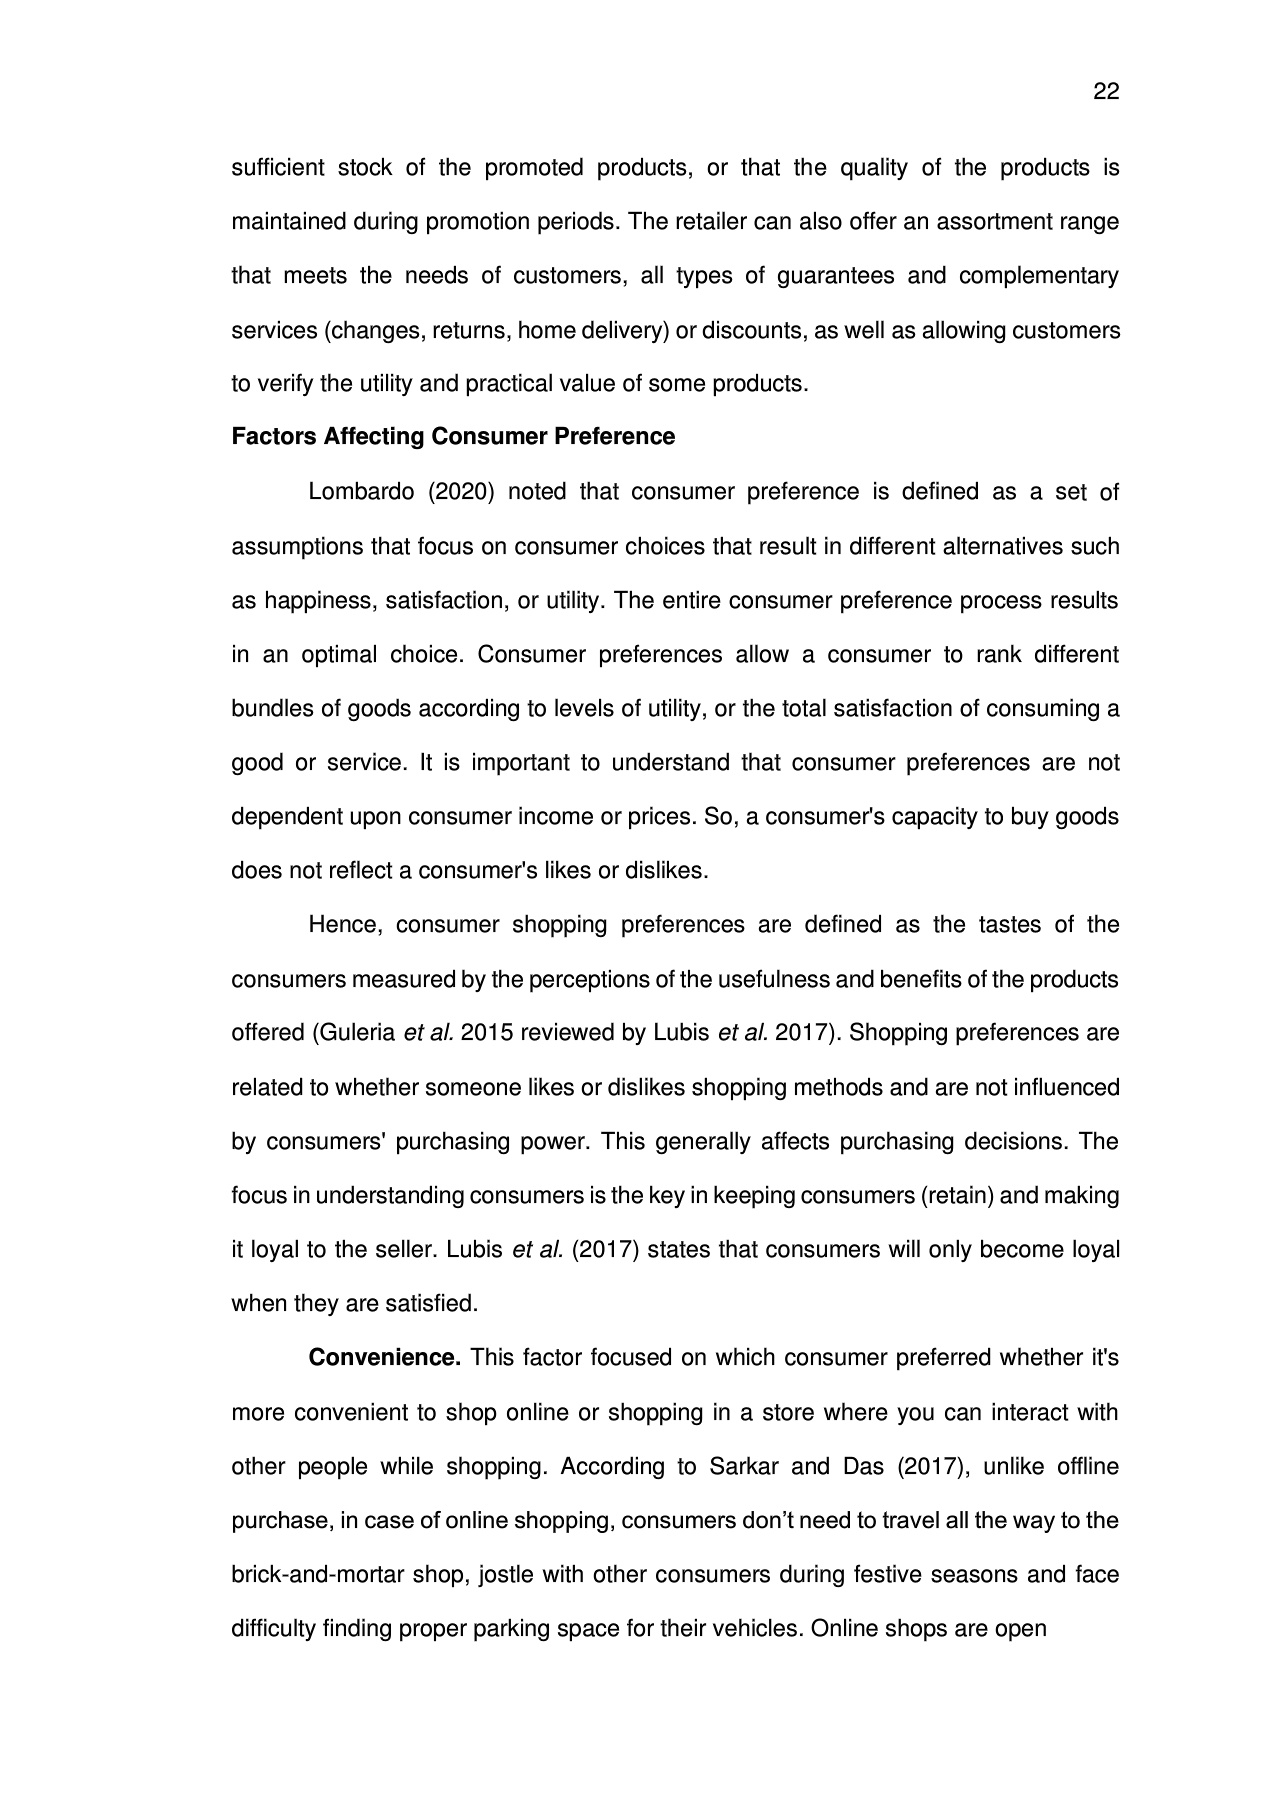 22
sufficient stock of the promoted products, or that the quality of the products is
maintained during promotion periods. The retailer can also offer an assortment range
that meets the needs of customers, all types of guarantees and complementary
services (changes, returns, home delivery) or discounts, as well as allowing customers
to verify the utility and practical value of some products.
Factors Affecting Consumer Preference
Lombardo (2020) noted that consumer preference is defined as a set of
assumptions that focus on consumer choices that result in different alternatives such
as happiness, satisfaction, or utility. The entire consumer preference process results
in an optimal choice. Consumer preferences allow a consumer to rank different
bundles of goods according to levels of utility, or the total satisfaction of consuming a
good or service. It is important to understand that consumer preferences are not
dependent upon consumer income or prices. So, a consumer's capacity to buy goods
does not reflect a consumer's likes or dislikes.
Hence, consumer shopping preferences are defined as the tastes of the
consumers measured by the perceptions of the usefulness and benefits of the products
offered (Guleria et al. 2015 reviewed by Lubis et al. 2017). Shopping preferences are
related to whether someone likes or dislikes shopping methods and are not influenced
by consumers' purchasing power. This generally affects purchasing decisions. The
focus in understanding consumers is the key in keeping consumers (retain) and making
it loyal to the seller. Lubis et al. (2017) states that consumers will only become loyal
when they are satisfied.
Convenience. This factor focused on which consumer preferred whether it's
more convenient to shop online or shopping in a store where you can interact with
other people while shopping. According to Sarkar and Das (2017), unlike offline
purchase, in case of online shopping, consumers don’t need to travel all the way to the
brick-and-mortar shop, jostle with other consumers during festive seasons and face
difficulty finding proper parking space for their vehicles. Online shops are open